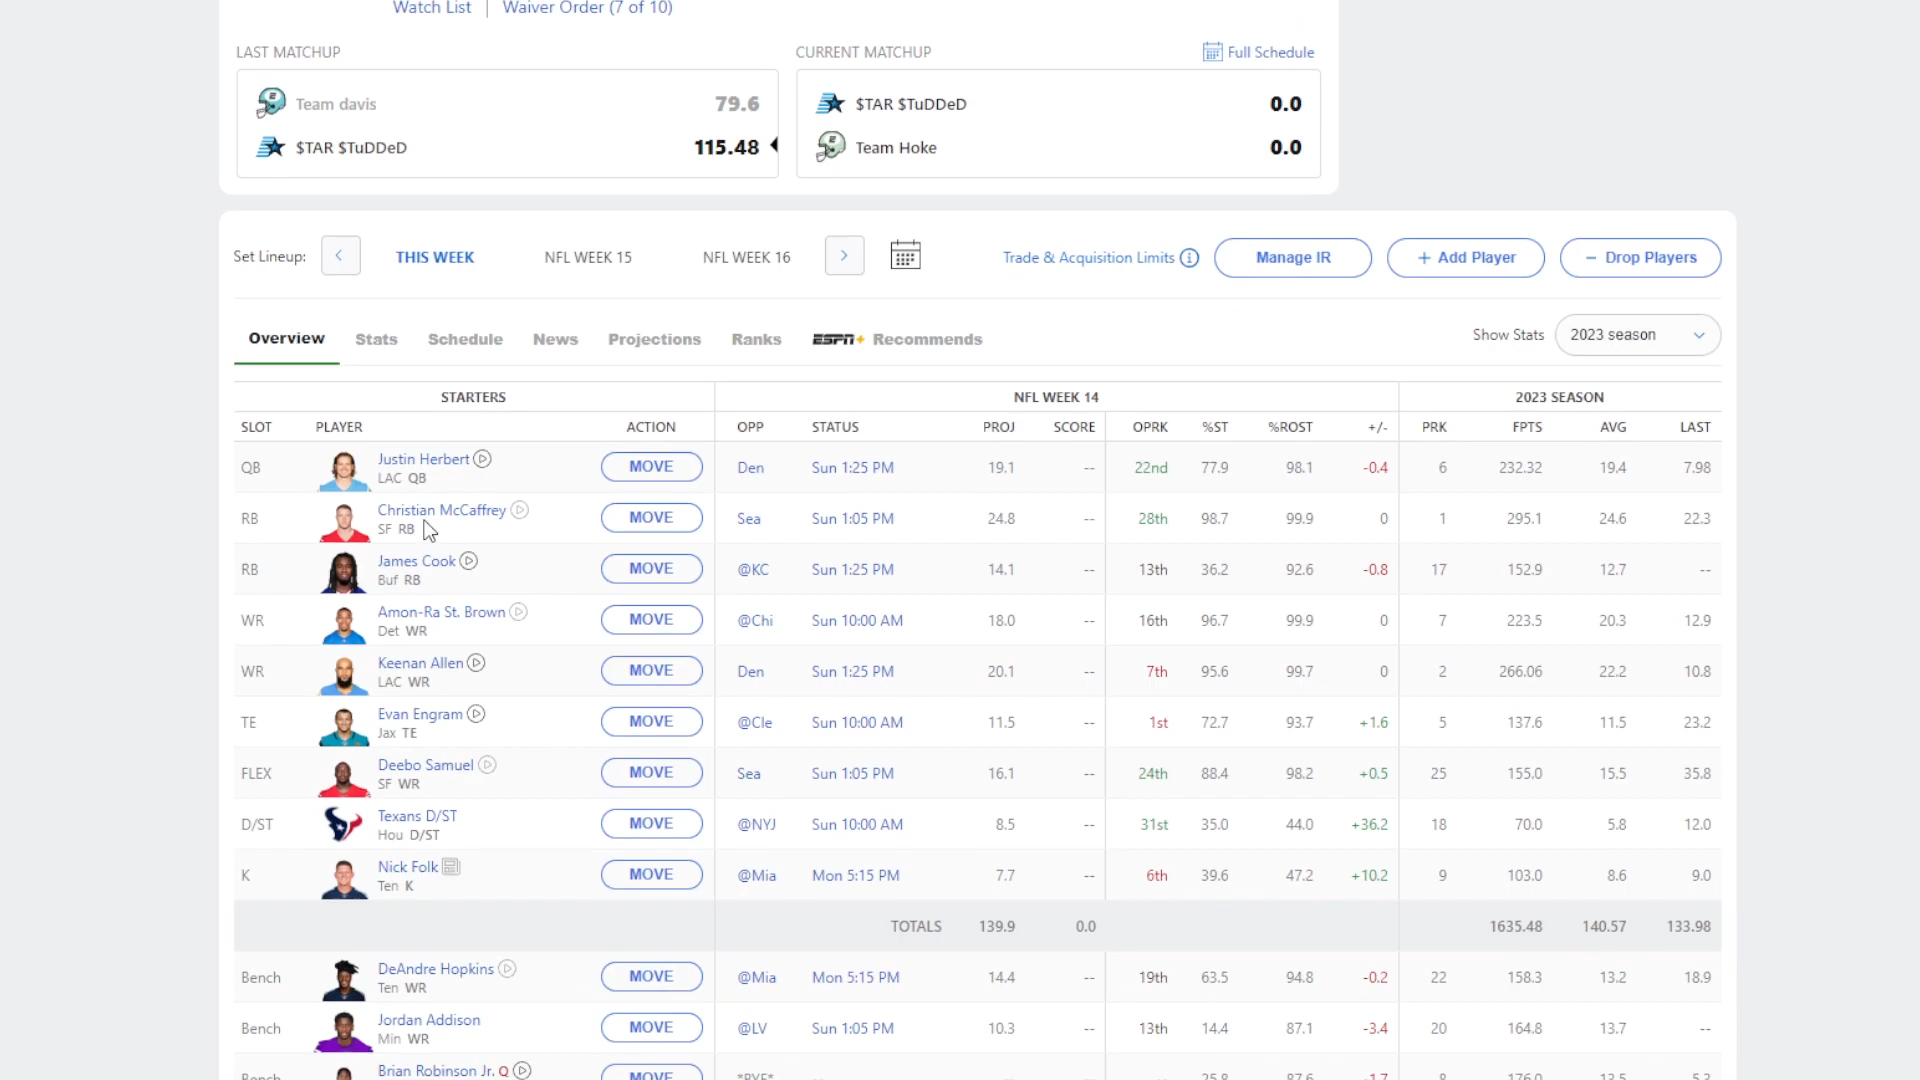 Watch List | Waiver Order (7 of 10)
LAST MATCHUP
Team davis 79.6
$TAR $TuDDeD 115.48
CURRENT MATCHUP Full Schedule
$TAR $TuDDeD 0.0
Team Hoke 0.0
Set Lineup: THIS WEEK NFL WEEK 15 NFL WEEK 16 Trade & Acquisition Limits Manage IR + Add Player − Drop Players
Overview Stats Schedule News Projections Ranks ESPN+ Recommends Show Stats 2023 season
STARTERS NFL WEEK 14 2023 SEASON
SLOT PLAYER ACTION OPP STATUS PROJ SCORE OPRK %ST %ROST +/- PRK FPTS AVG LAST
QB Justin Herbert MOVE Den Sun 1:25 PM 19.1 -- 22nd 77.9 98.1 -0.4 6 232.32 19.4 7.98
LAC QB
RB Christian McCaffrey MOVE Sea Sun 1:05 PM 24.8 -- 28th 98.7 99.9 0 1 295.1 24.6 22.3
SF RB
RB James Cook MOVE @KC Sun 1:25 PM 14.1 -- 13th 36.2 92.6 -0.8 17 152.9 12.7 --
Buf RB
WR Amon-Ra St. Brown MOVE @Chi Sun 10:00 AM 18.0 -- 16th 96.7 99.9 0 7 223.5 20.3 12.9
Det WR
WR Keenan Allen MOVE Den Sun 1:25 PM 20.1 -- 7th 95.6 99.7 0 2 266.06 22.2 10.8
LAC WR
TE Evan Engram MOVE @Cle Sun 10:00 AM 11.5 -- 1st 72.7 93.7 +1.6 5 137.6 11.5 23.2
Jax TE
FLEX Deebo Samuel MOVE Sea Sun 1:05 PM 16.1 -- 24th 88.4 98.2 +0.5 25 155.0 15.5 35.8
SF WR
D/ST Texans D/ST MOVE @NYJ Sun 10:00 AM 8.5 -- 31st 35.0 44.0 +36.2 18 70.0 5.8 12.0
Hou D/ST
K Nick Folk MOVE @Mia Mon 5:15 PM 7.7 -- 6th 39.6 47.2 +10.2 9 103.0 8.6 9.0
Ten K
TOTALS 139.9 0.0 1635.48 140.57 133.98
Bench DeAndre Hopkins MOVE @Mia Mon 5:15 PM 14.4 -- 19th 63.5 94.8 -0.2 22 158.3 13.2 18.9
Ten WR
Bench Jordan Addison MOVE @LV Sun 1:05 PM 10.3 -- 13th 14.4 87.1 -3.4 20 164.8 13.7 --
Min WR
Bench Brian Robinson Jr. Q MOVE *BYE* -- -- 25.8 87.6 -1.7 8 176.0 13.5 5.3